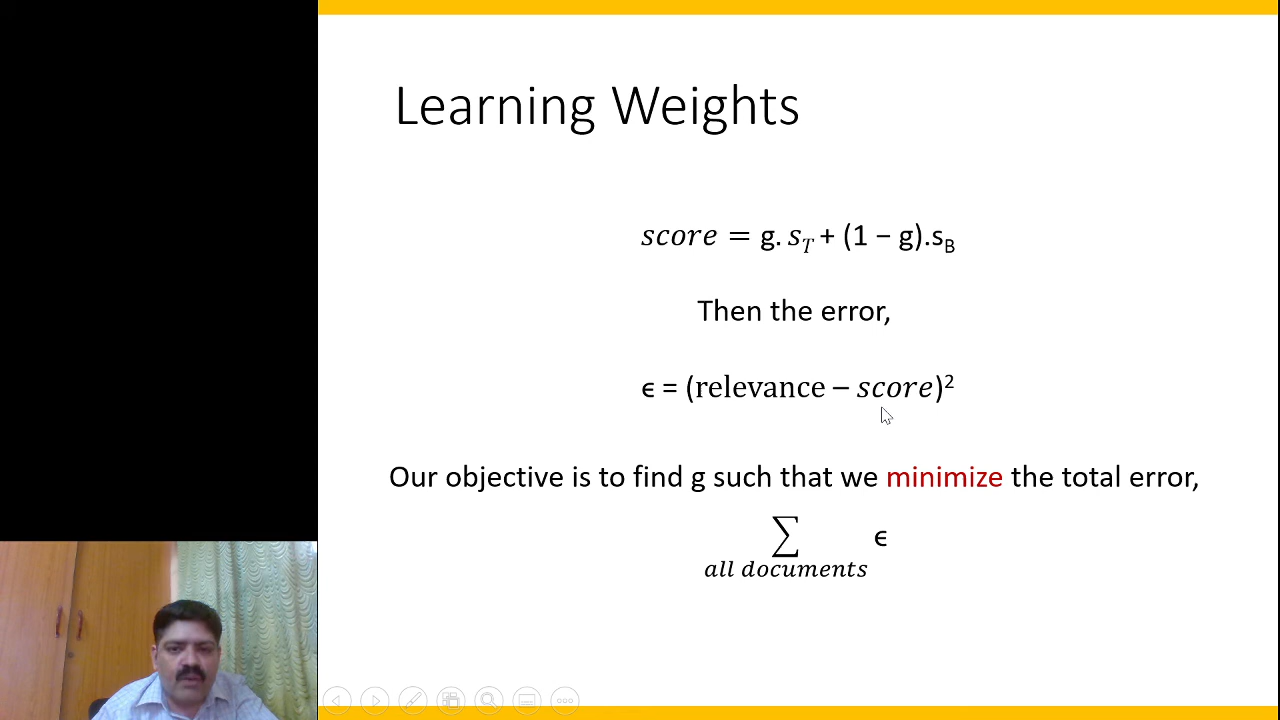 Learning Weights
score = g. s_T + (1 − g).s_B
Then the error,
ϵ = (relevance − score)²
Our objective is to find g such that we minimize the total error,
∑ ϵ
all documents